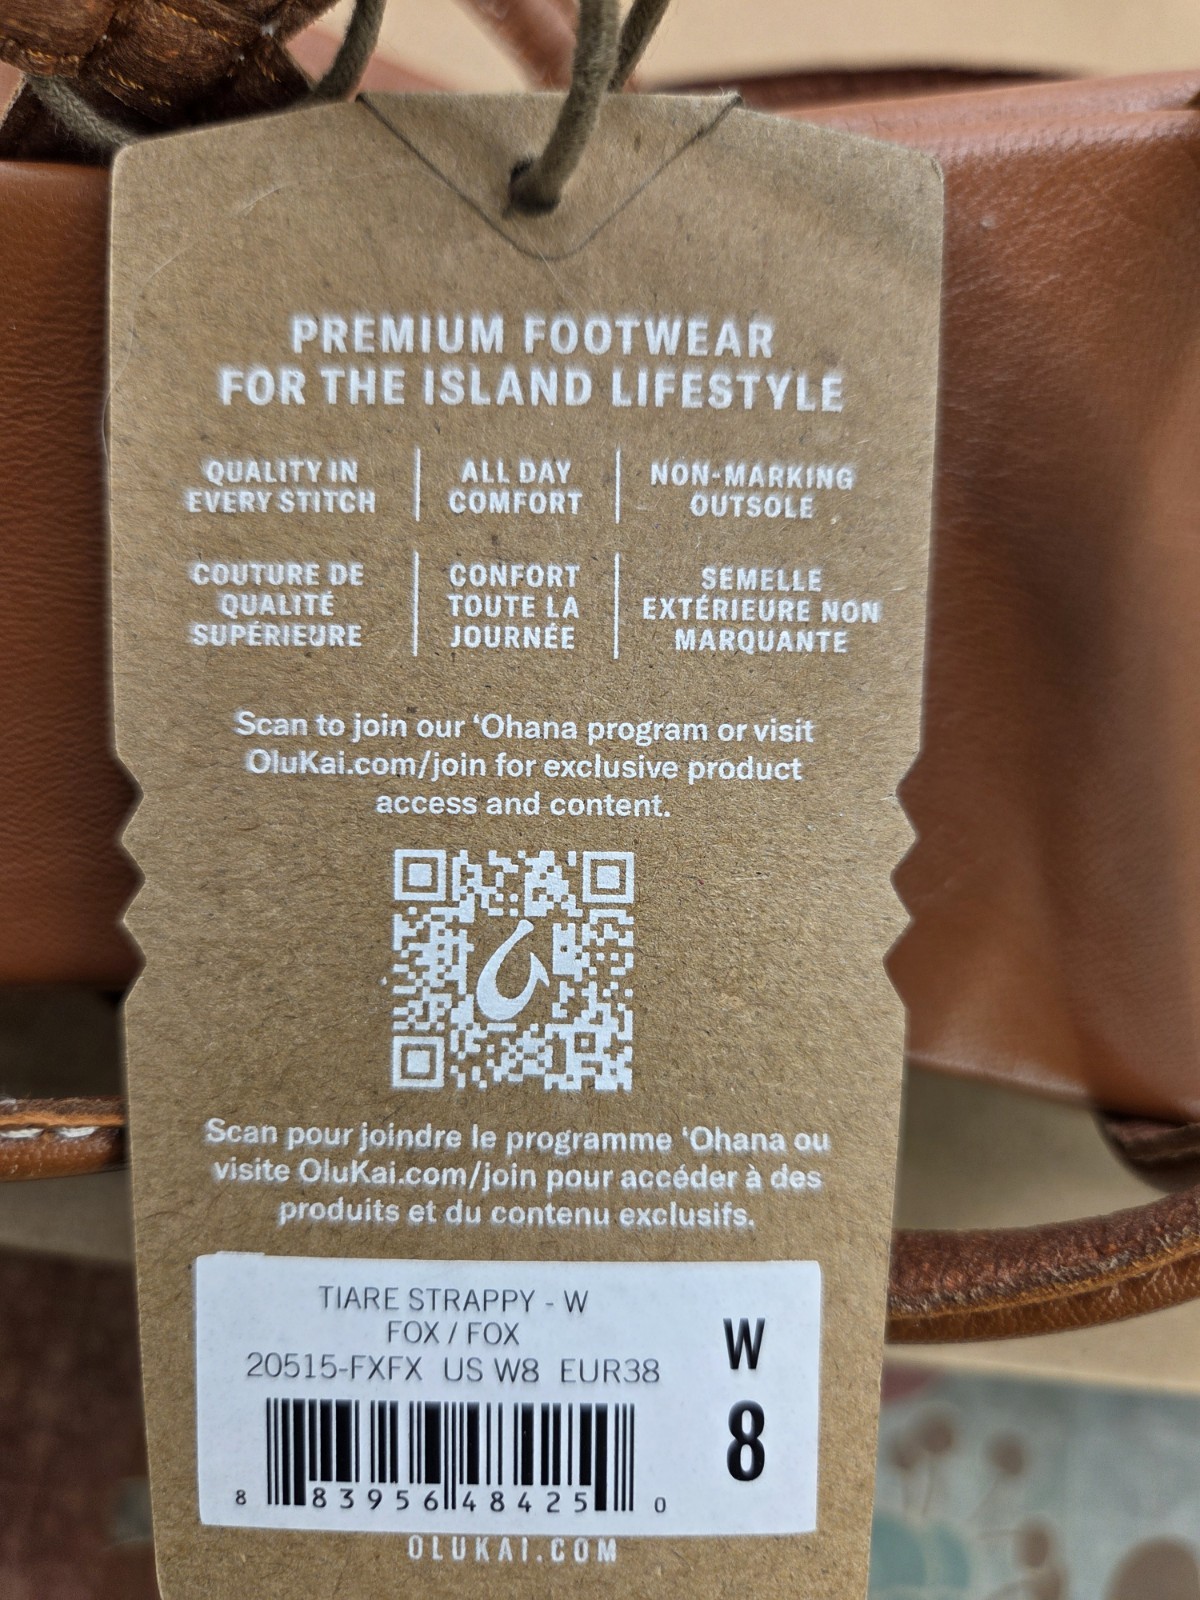 PREMIUM FOOTWEAR
FOR THE ISLAND LIFESTYLE
QUALITY IN
EVERY STITCH
ALL DAY
COMFORT
NON-MARKING
OUTSOLE
COUTURE DE
QUALITÉ
SUPÉRIEURE
CONFORT
TOUTE LA
JOURNÉE
SEMELLE
EXTÉRIEURE NON
MARQUANTE
Scan to join our ‘Ohana program or visit
OluKai.com/join for exclusive product
access and content.
Scan pour joindre le programme ‘Ohana ou
visite OluKai.com/join pour accéder à des
produits et du contenu exclusifs.
TIARE STRAPPY - W
FOX / FOX
20515-FXFX US W8 EUR38
W
8
8 83956 48425 0
OLUKAI.COM